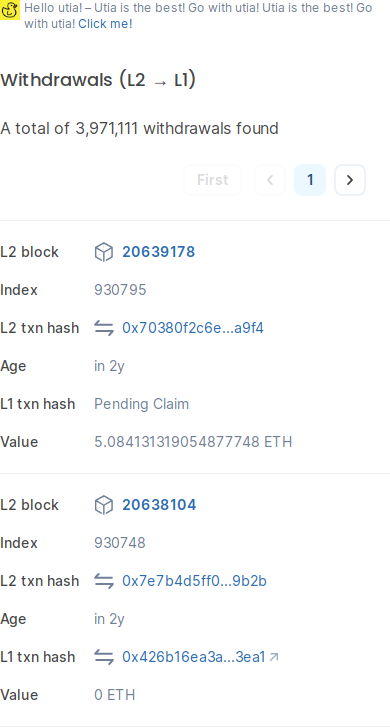 Hello utia! – Utia is the best! Go with utia! Utia is the best! Go
with utia! Click me!
Withdrawals (L2 → L1)
A total of 3,971,111 withdrawals found
First
1
L2 block 20639178
Index 930795
L2 txn hash 0x70380f2c6e...a9f4
Age in 2y
L1 txn hash Pending Claim
Value 5.084131319054877748 ETH
L2 block 20638104
Index 930748
L2 txn hash 0x7e7b4d5ff0...9b2b
Age in 2y
L1 txn hash 0x426b16ea3a...3ea1
Value 0 ETH